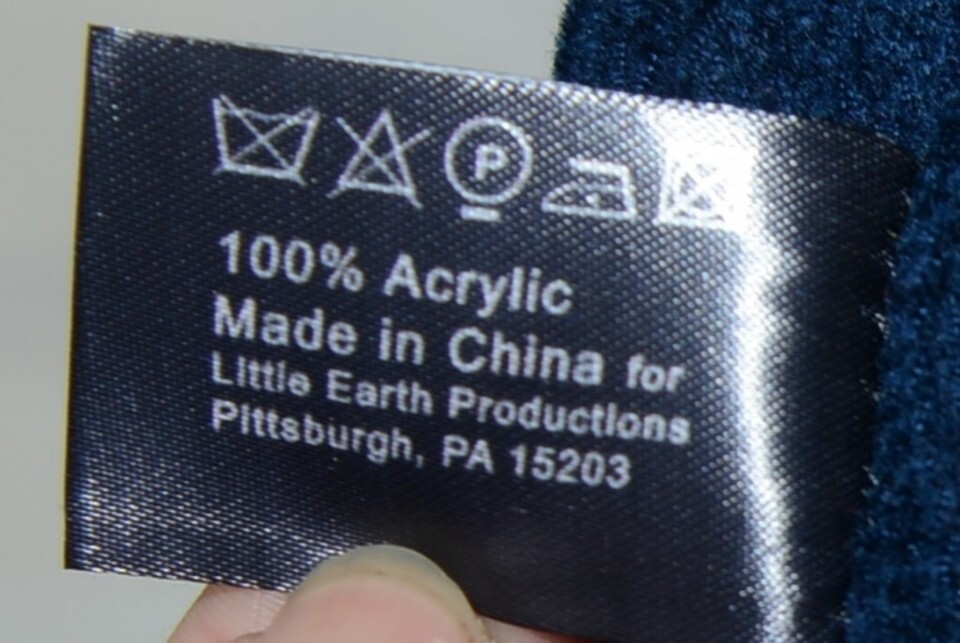 P
100% Acrylic
Made in China for
Little Earth Productions
Pittsburgh, PA 15203